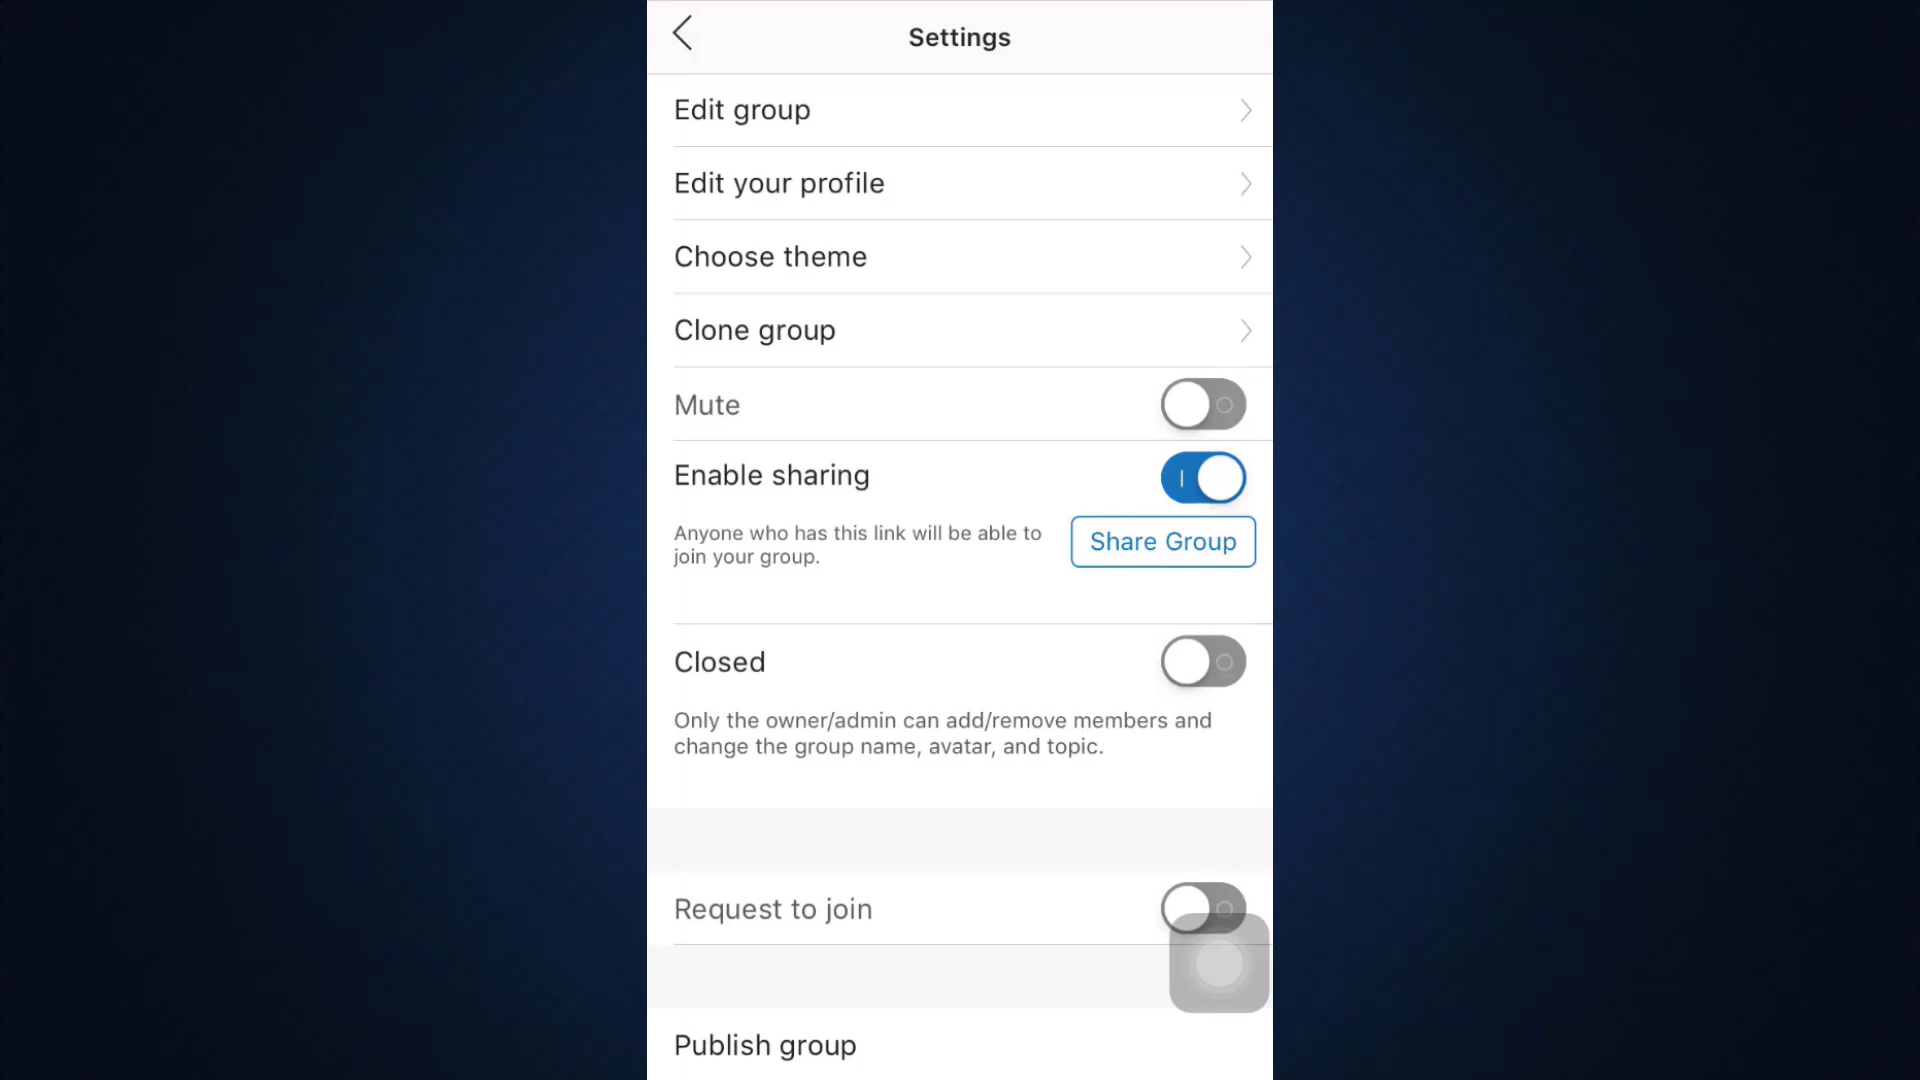 Settings
Edit group
Edit your profile
Choose theme
Clone group
Mute
Enable sharing
Anyone who has this link will be able to
join your group.
Share Group
Closed
Only the owner/admin can add/remove members and
change the group name, avatar, and topic.
Request to join
Publish group